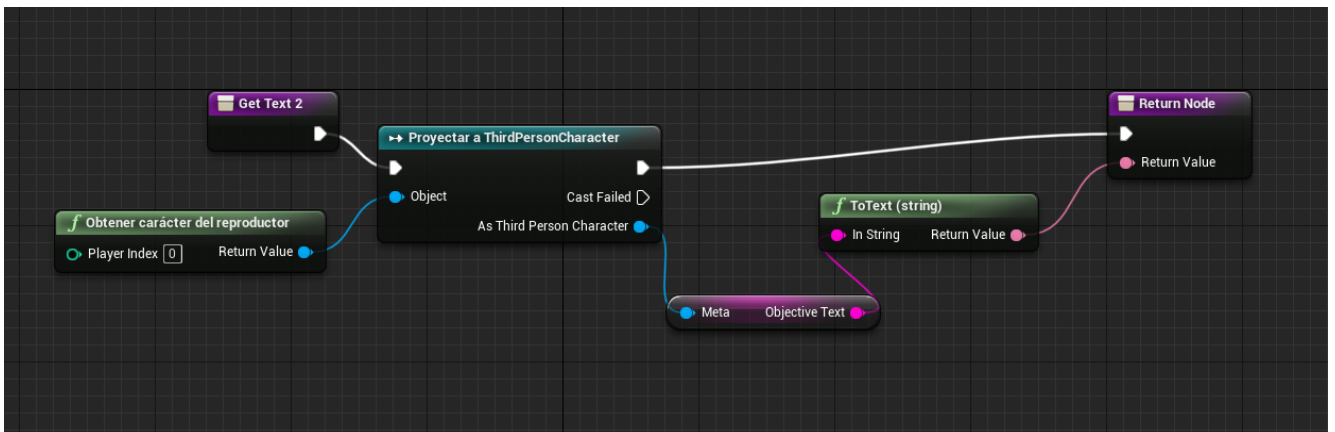 Get Text 2
Proyectar a ThirdPersonCharacter
Object
Cast Failed
As Third Person Character
f Obtener carácter del reproductor
Player Index 0
Return Value
Meta
Objective Text
f ToText (string)
In String
Return Value
Return Node
Return Value